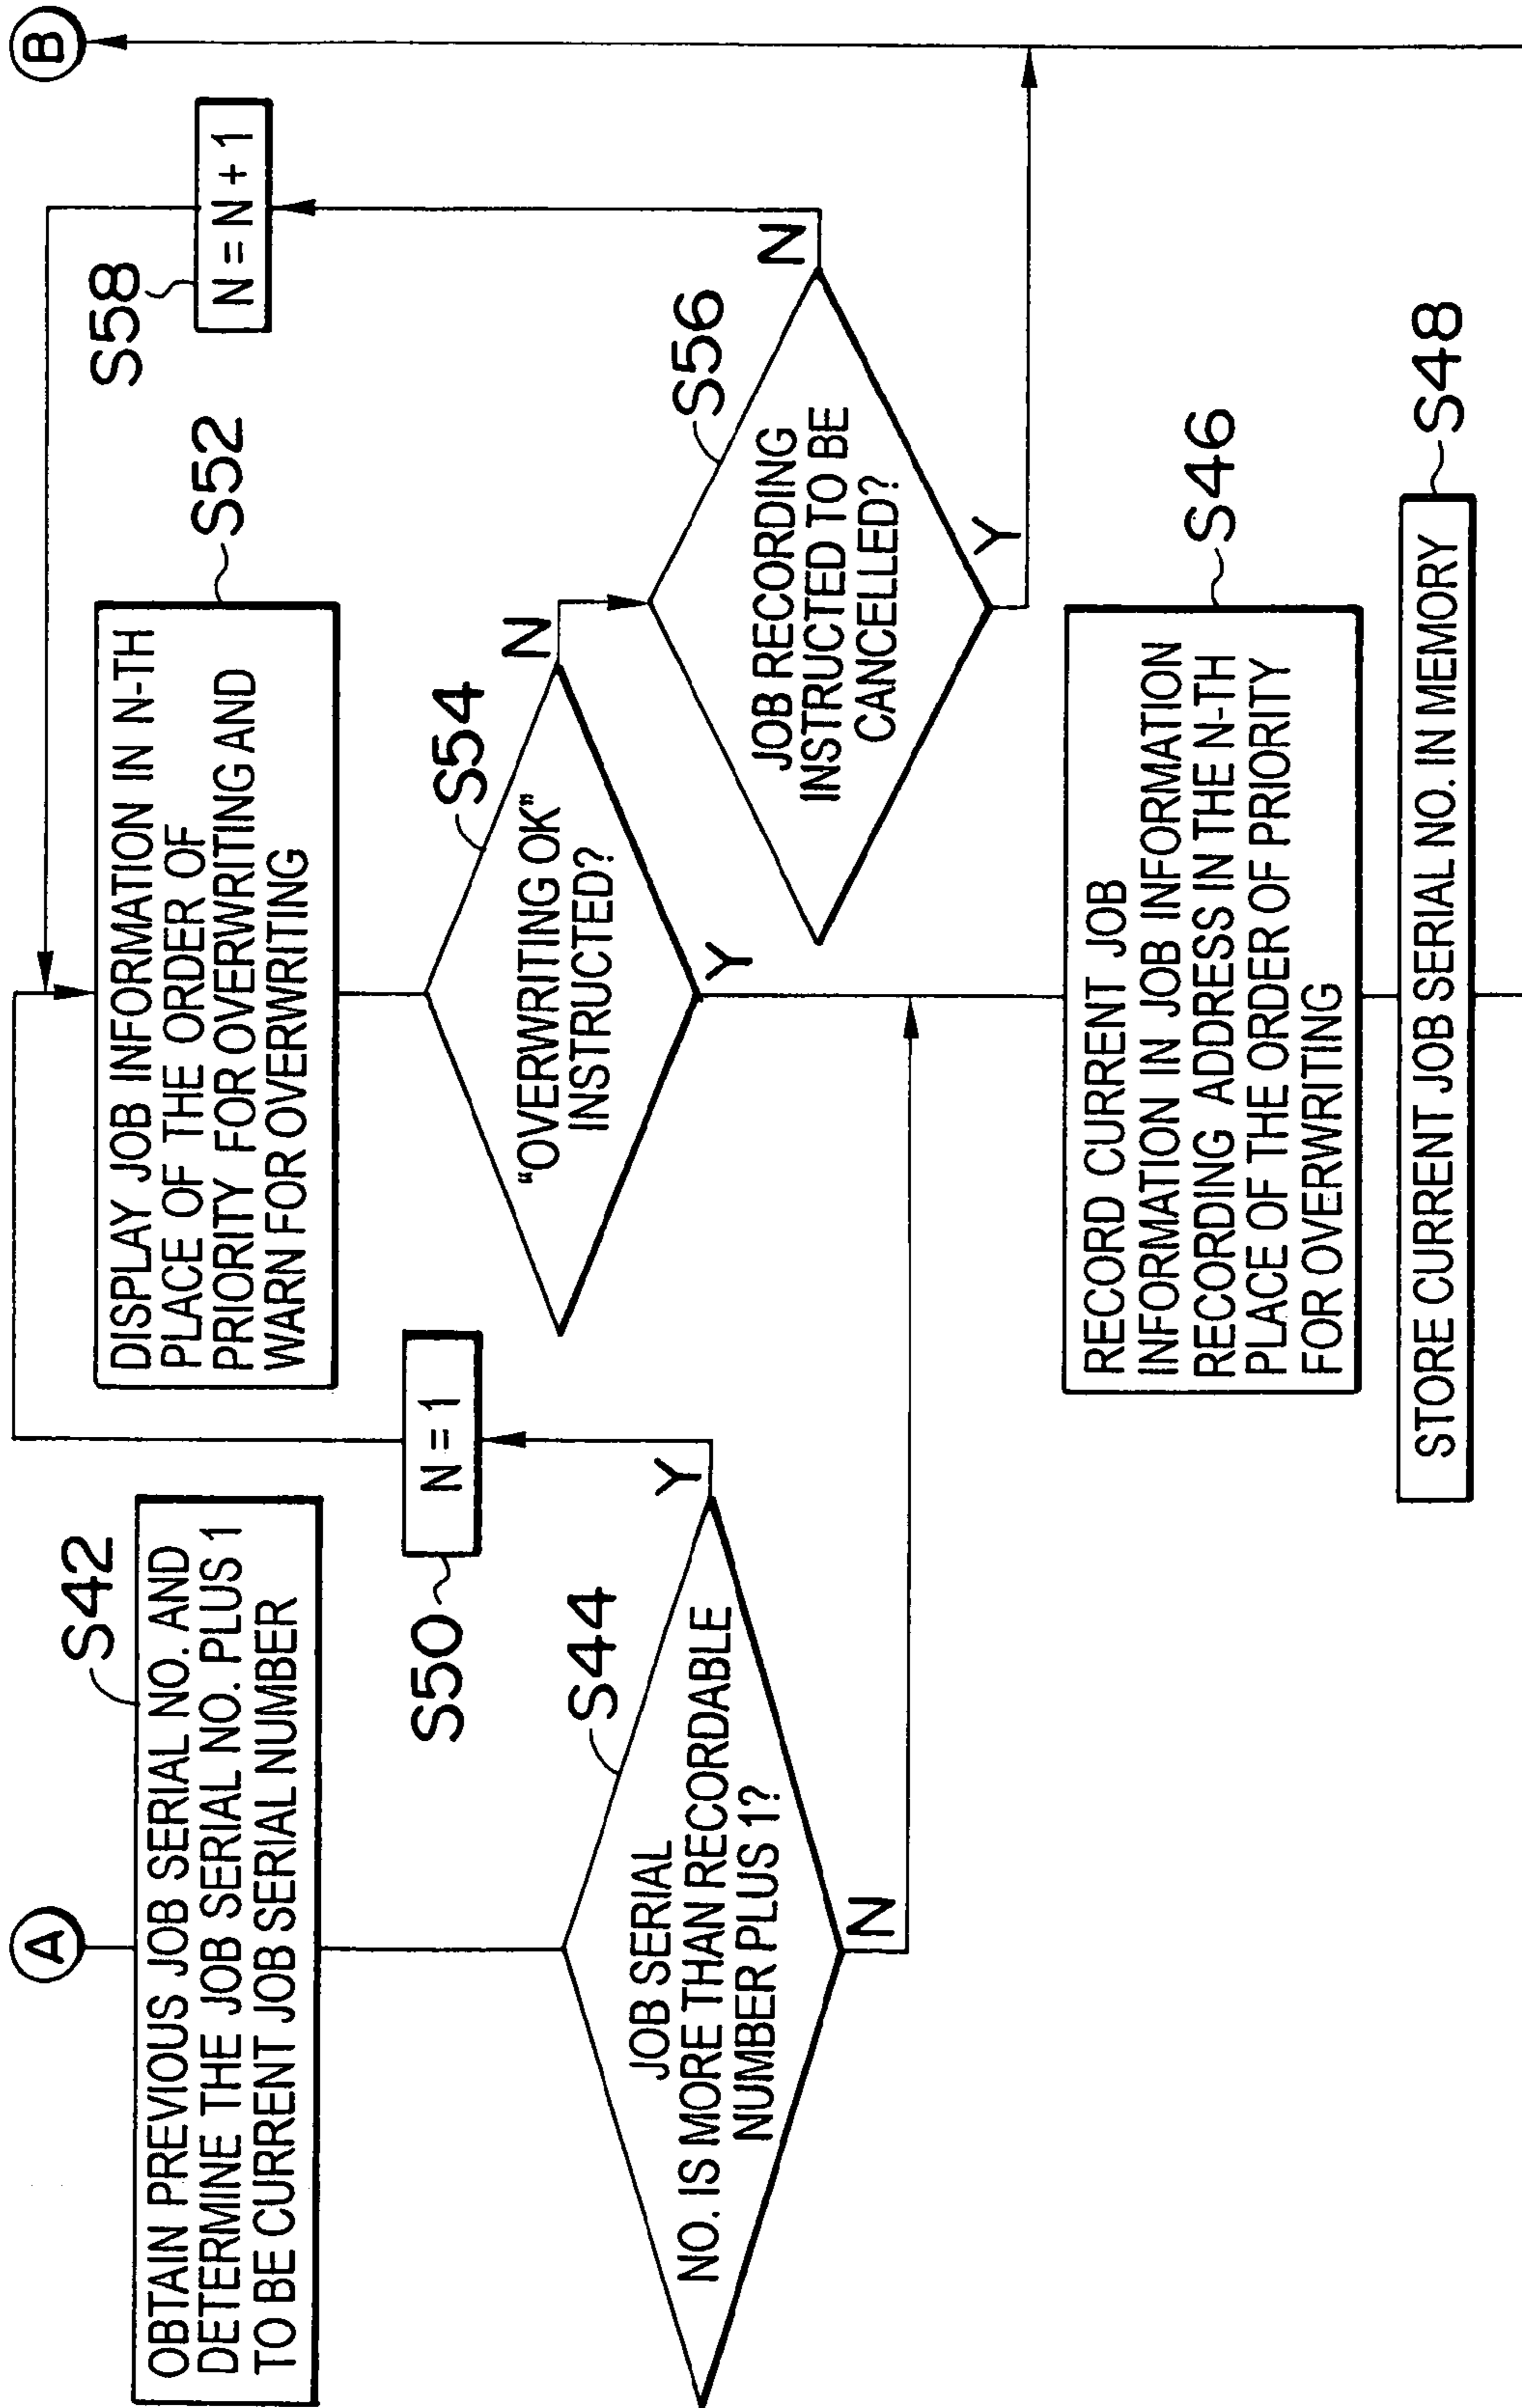 A
S42
OBTAIN PREVIOUS JOB SERIAL NO. AND
DETERMINE THE JOB SERIAL NO. PLUS 1
TO BE CURRENT JOB SERIAL NUMBER
S44
JOB SERIAL
NO. IS MORE THAN RECORDABLE
NUMBER PLUS 1?
Y
N
S50
N = 1
S52
DISPLAY JOB INFORMATION IN N-TH
PLACE OF THE ORDER OF
PRIORITY FOR OVERWRITING AND
WARN FOR OVERWRITING
S54
“OVERWRITING OK”
INSTRUCTED?
N
Y
S56
JOB RECORDING
INSTRUCTED TO BE
CANCELLED?
N
Y
S58
N = N + 1
B
S46
RECORD CURRENT JOB
INFORMATION IN JOB INFORMATION
RECORDING ADDRESS IN THE N-TH
PLACE OF THE ORDER OF PRIORITY
FOR OVERWRITING
S48
STORE CURRENT JOB SERIAL NO. IN MEMORY